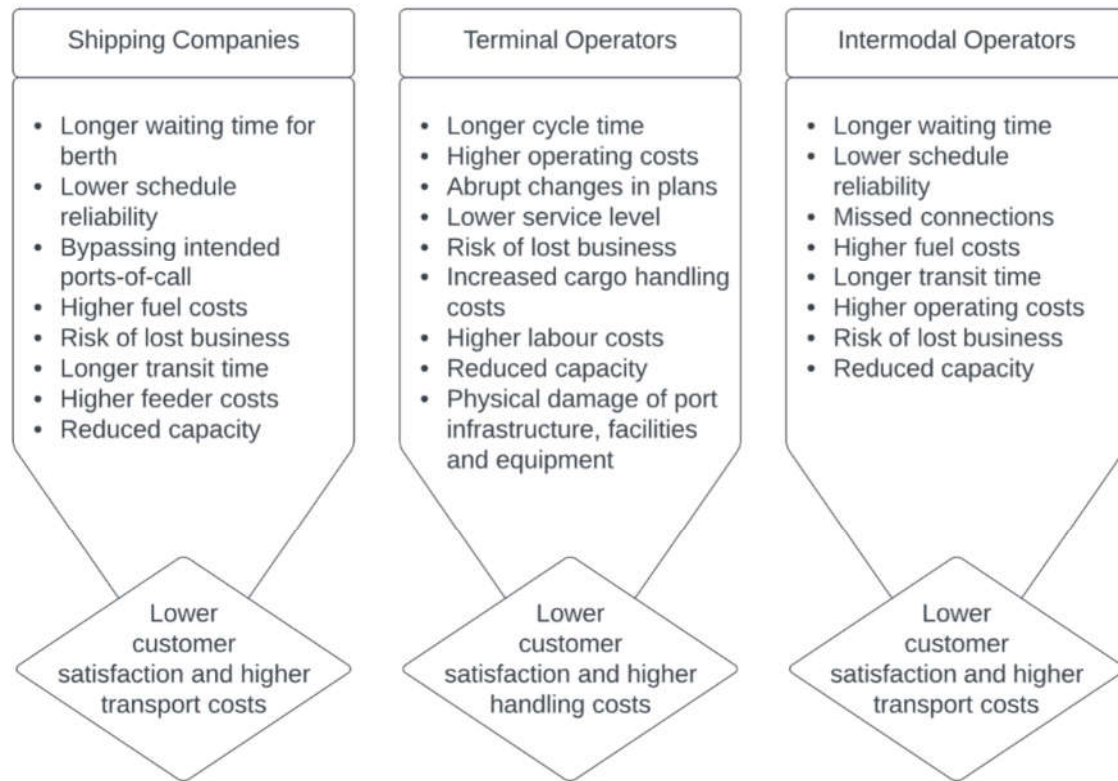 Shipping Companies
• Longer waiting time for
berth
• Lower schedule
reliability
• Bypassing intended
ports-of-call
• Higher fuel costs
• Risk of lost business
• Longer transit time
• Higher feeder costs
• Reduced capacity
Lower
customer
satisfaction and higher
transport costs
Terminal Operators
• Longer cycle time
• Higher operating costs
• Abrupt changes in plans
• Lower service level
• Risk of lost business
• Increased cargo handling
costs
• Higher labour costs
• Reduced capacity
• Physical damage of port
infrastructure, facilities
and equipment
Lower
customer
satisfaction and higher
handling costs
Intermodal Operators
• Longer waiting time
• Lower schedule
reliability
• Missed connections
• Higher fuel costs
• Longer transit time
• Higher operating costs
• Risk of lost business
• Reduced capacity
Lower
customer
satisfaction and higher
transport costs